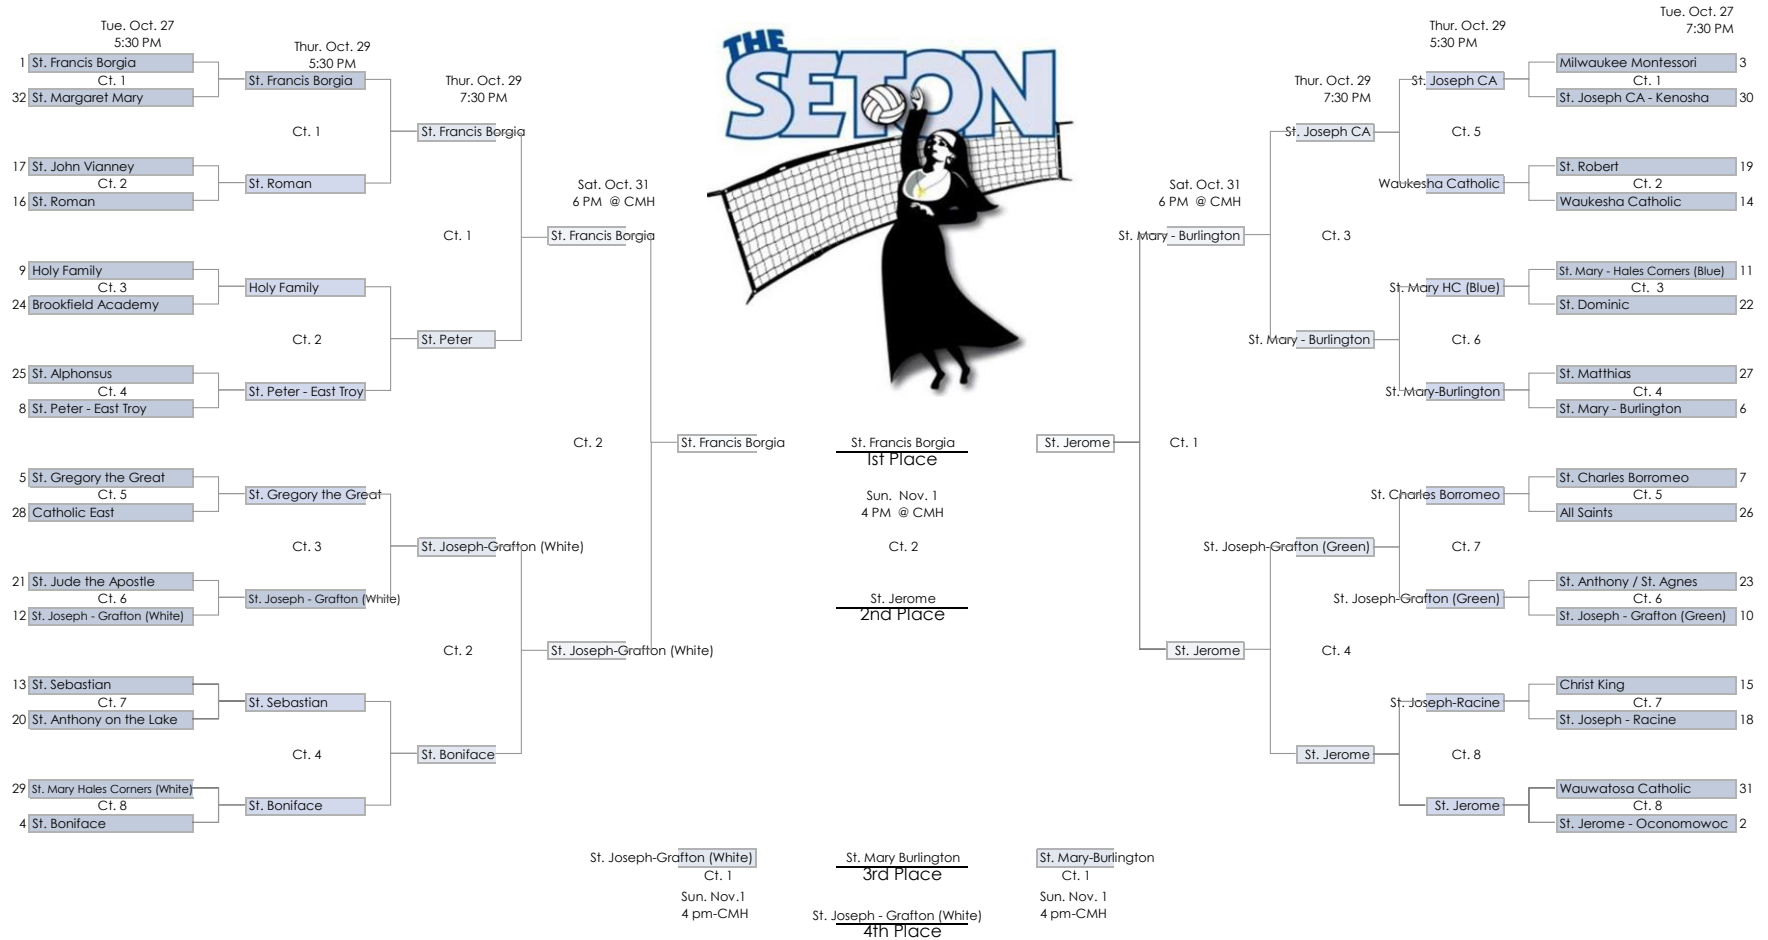 Tue. Oct. 27
5:30 PM
1 St. Francis Borgia
Ct. 1
32 St. Margaret Mary
17 St. John Vianney
Ct. 2
16 St. Roman
9 Holy Family
Ct. 3
24 Brookfield Academy
25 St. Alphonsus
Ct. 4
8 St. Peter - East Troy
5 St. Gregory the Great
Ct. 5
28 Catholic East
21 St. Jude the Apostle
Ct. 6
12 St. Joseph - Grafton (White)
13 St. Sebastian
Ct. 7
20 St. Anthony on the Lake
29 St. Mary Hales Corners (White)
Ct. 8
4 St. Boniface
Thur. Oct. 29
5:30 PM
St. Francis Borgia
Ct. 1
St. Roman
Holy Family
Ct. 2
St. Peter - East Troy
St. Gregory the Great
Ct. 3
St. Joseph - Grafton (White)
St. Sebastian
Ct. 4
St. Boniface
Thur. Oct. 29
7:30 PM
St. Francis Borgia
Ct. 1
St. Peter
St. Joseph-Grafton (White)
Ct. 2
St. Boniface
Sat. Oct. 31
6 PM @ CMH
St. Francis Borgia
Ct. 2
St. Joseph-Grafton (White)
St. Francis Borgia
THE
SETON
St. Francis Borgia
1st Place
Sun. Nov. 1
4 PM @ CMH
Ct. 2
St. Jerome
2nd Place
St. Jerome
Sat. Oct. 31
6 PM @ CMH
St. Mary - Burlington
Ct. 1
St. Jerome
Thur. Oct. 29
7:30 PM
St. Joseph CA
Ct. 3
St. Mary - Burlington
St. Joseph-Grafton (Green)
Ct. 4
St. Jerome
Thur. Oct. 29
5:30 PM
St. Joseph CA
Ct. 5
Waukesha Catholic
St. Mary HC (Blue)
Ct. 6
St. Mary-Burlington
St. Charles Borromeo
Ct. 7
St. Joseph-Grafton (Green)
St. Joseph-Racine
Ct. 8
St. Jerome
Tue. Oct. 27
7:30 PM
Milwaukee Montessori 3
Ct. 1
St. Joseph CA - Kenosha 30
St. Robert 19
Ct. 2
Waukesha Catholic 14
St. Mary - Hales Corners (Blue) 11
Ct. 3
St. Dominic 22
St. Matthias 27
Ct. 4
St. Mary - Burlington 6
St. Charles Borromeo 7
Ct. 5
All Saints 26
St. Anthony / St. Agnes 23
Ct. 6
St. Joseph - Grafton (Green) 10
Christ King 15
Ct. 7
St. Joseph - Racine 18
Wauwatosa Catholic 31
Ct. 8
St. Jerome - Oconomowoc 2
St. Joseph-Grafton (White)
Ct. 1
Sun. Nov.1
4 pm-CMH
St. Mary Burlington
3rd Place
St. Joseph - Grafton (White)
4th Place
St. Mary-Burlington
Ct. 1
Sun. Nov. 1
4 pm-CMH